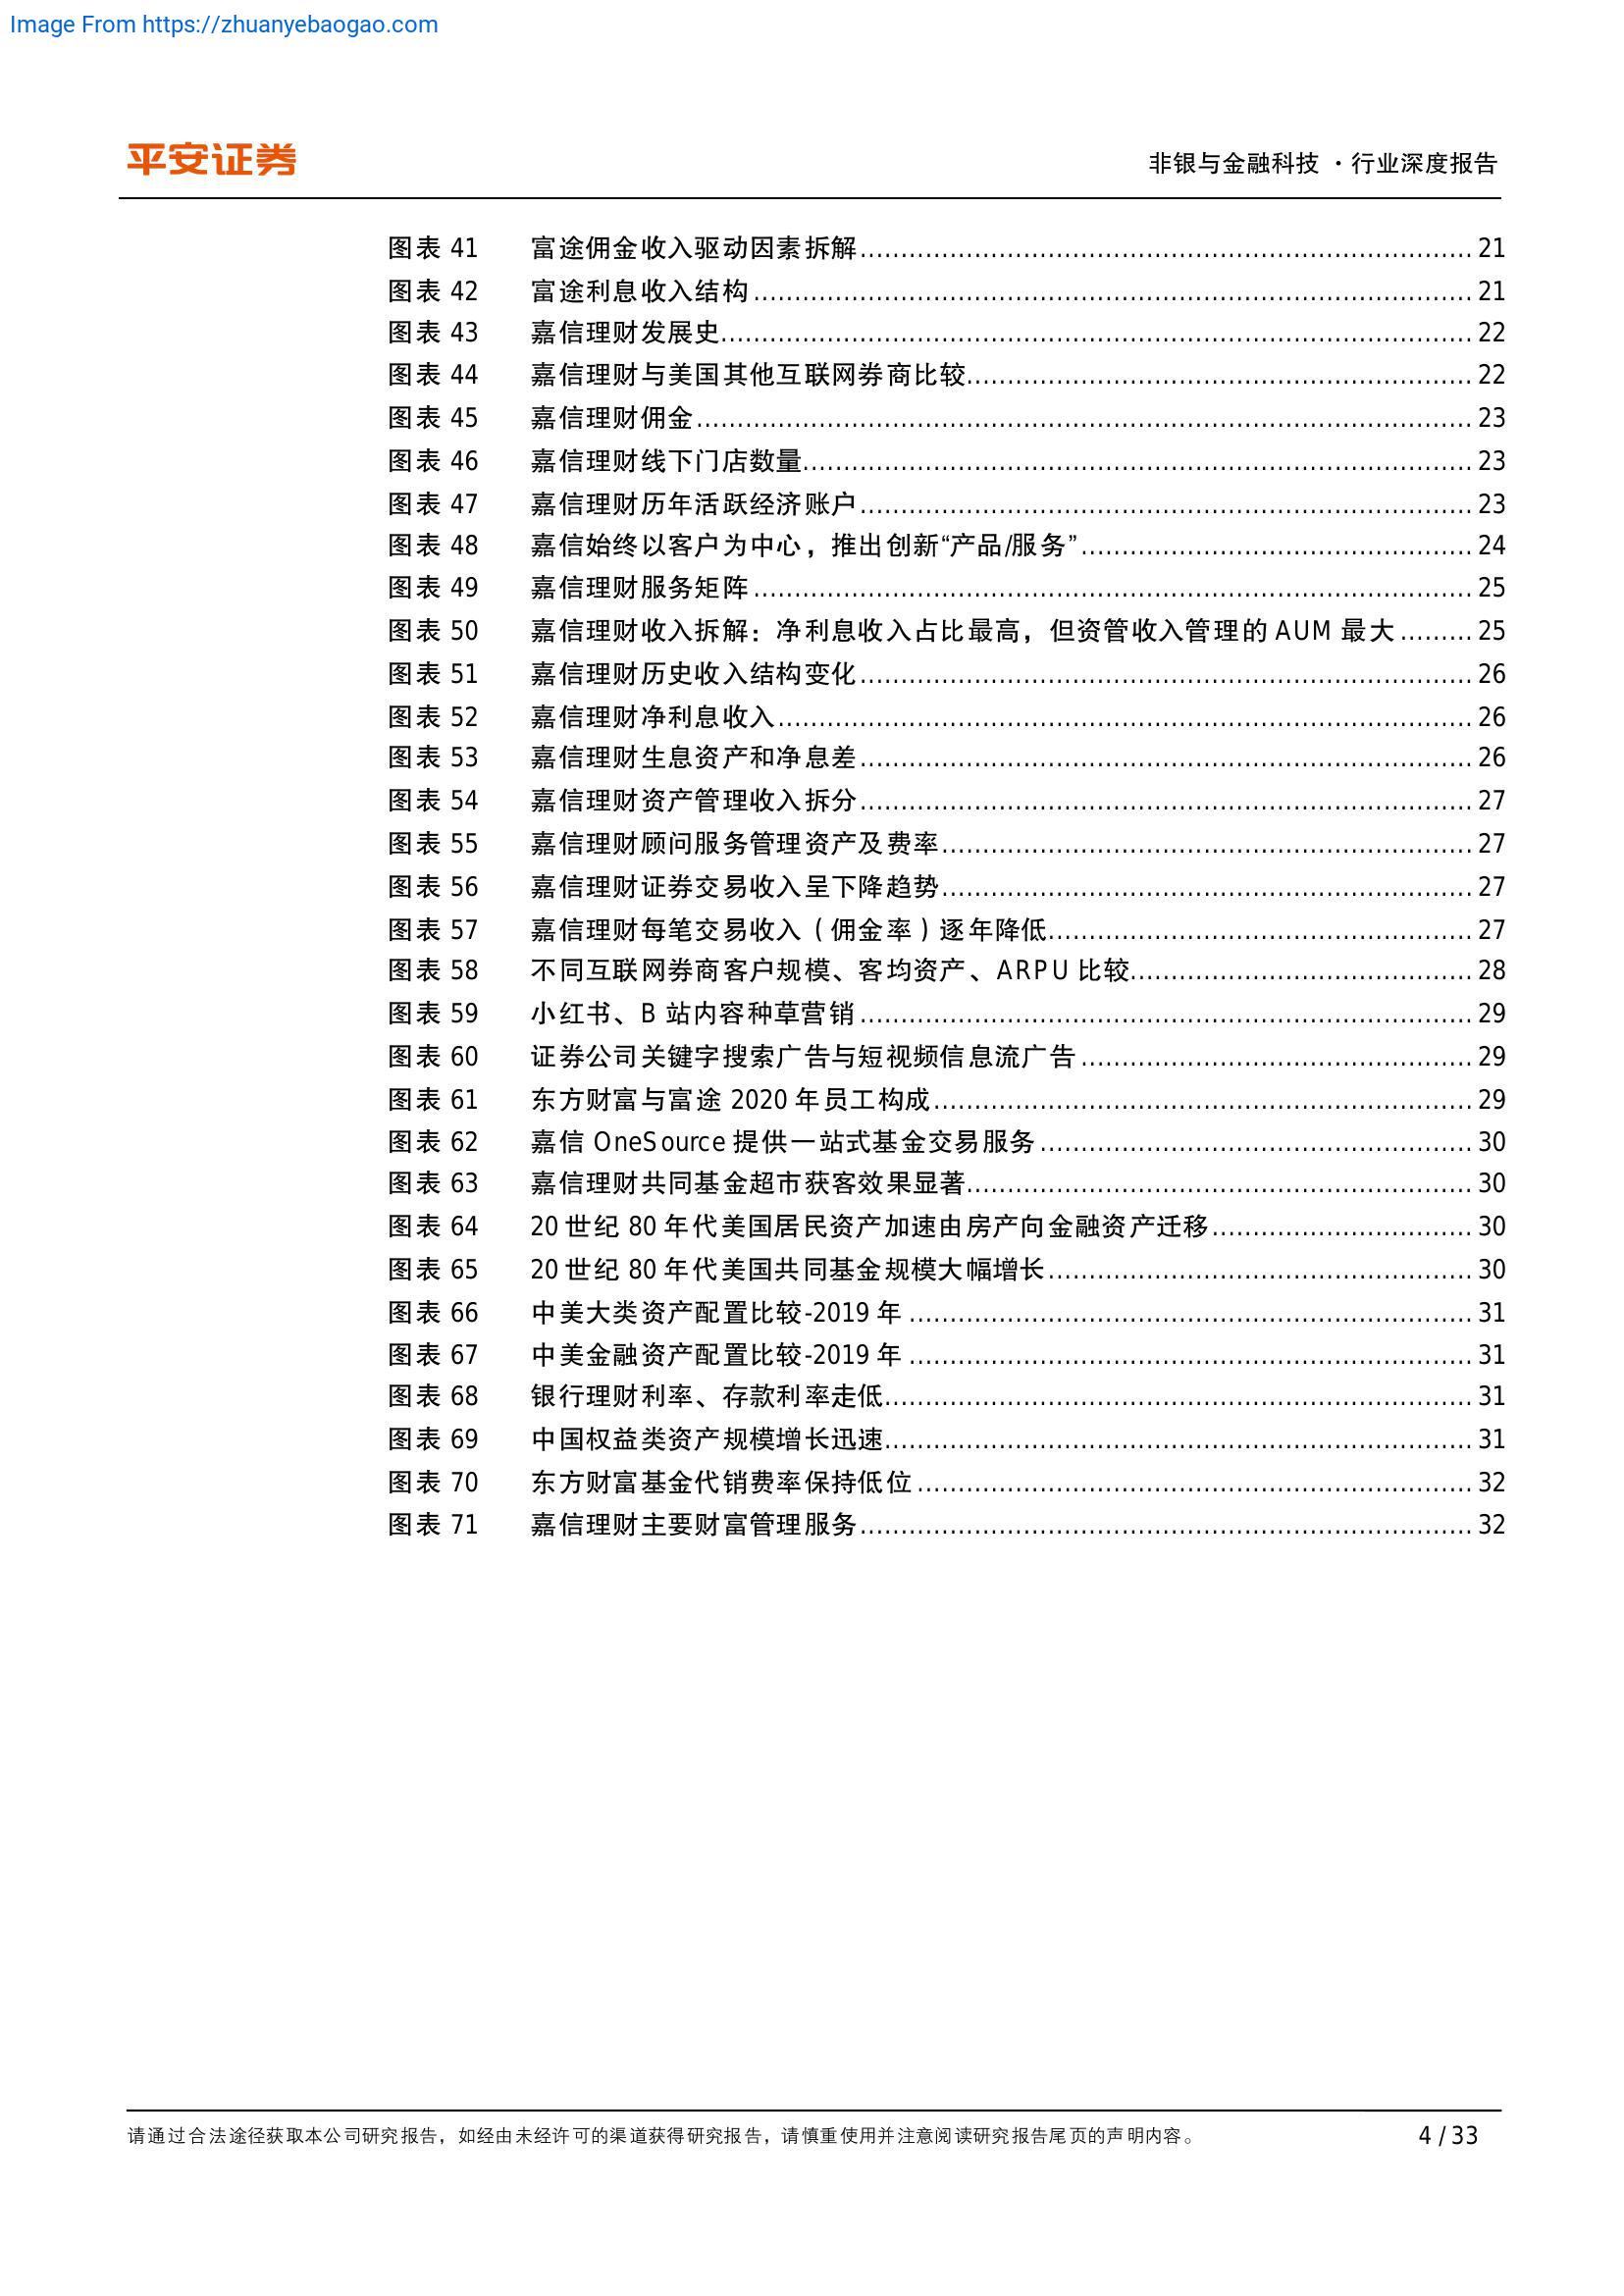 Image From https://zhuanyebaogao.com
平安证券
非银与金融科技 · 行业深度报告
图表 41 富途佣金收入驱动因素拆解 21
图表 42 富途利息收入结构 21
图表 43 嘉信理财发展史 22
图表 44 嘉信理财与美国其他互联网券商比较 22
图表 45 嘉信理财佣金 23
图表 46 嘉信理财线下门店数量 23
图表 47 嘉信理财历年活跃经济账户 23
图表 48 嘉信始终以客户为中心，推出创新“产品/服务” 24
图表 49 嘉信理财服务矩阵 25
图表 50 嘉信理财收入拆解：净利息收入占比最高，但资管收入管理的 AUM 最大 25
图表 51 嘉信理财历史收入结构变化 26
图表 52 嘉信理财净利息收入 26
图表 53 嘉信理财生息资产和净息差 26
图表 54 嘉信理财资产管理收入拆分 27
图表 55 嘉信理财顾问服务管理资产及费率 27
图表 56 嘉信理财证券交易收入呈下降趋势 27
图表 57 嘉信理财每笔交易收入（佣金率）逐年降低 27
图表 58 不同互联网券商客户规模、客均资产、ARPU 比较 28
图表 59 小红书、B 站内容种草营销 29
图表 60 证券公司关键字搜索广告与短视频信息流广告 29
图表 61 东方财富与富途 2020 年员工构成 29
图表 62 嘉信 OneSource 提供一站式基金交易服务 30
图表 63 嘉信理财共同基金超市获客效果显著 30
图表 64 20 世纪 80 年代美国居民资产加速由房产向金融资产迁移 30
图表 65 20 世纪 80 年代美国共同基金规模大幅增长 30
图表 66 中美大类资产配置比较-2019 年 31
图表 67 中美金融资产配置比较-2019 年 31
图表 68 银行理财利率、存款利率走低 31
图表 69 中国权益类资产规模增长迅速 31
图表 70 东方财富基金代销费率保持低位 32
图表 71 嘉信理财主要财富管理服务 32
请通过合法途径获取本公司研究报告，如经由未经许可的渠道获得研究报告，请慎重使用并注意阅读研究报告尾页的声明内容。
4 / 33